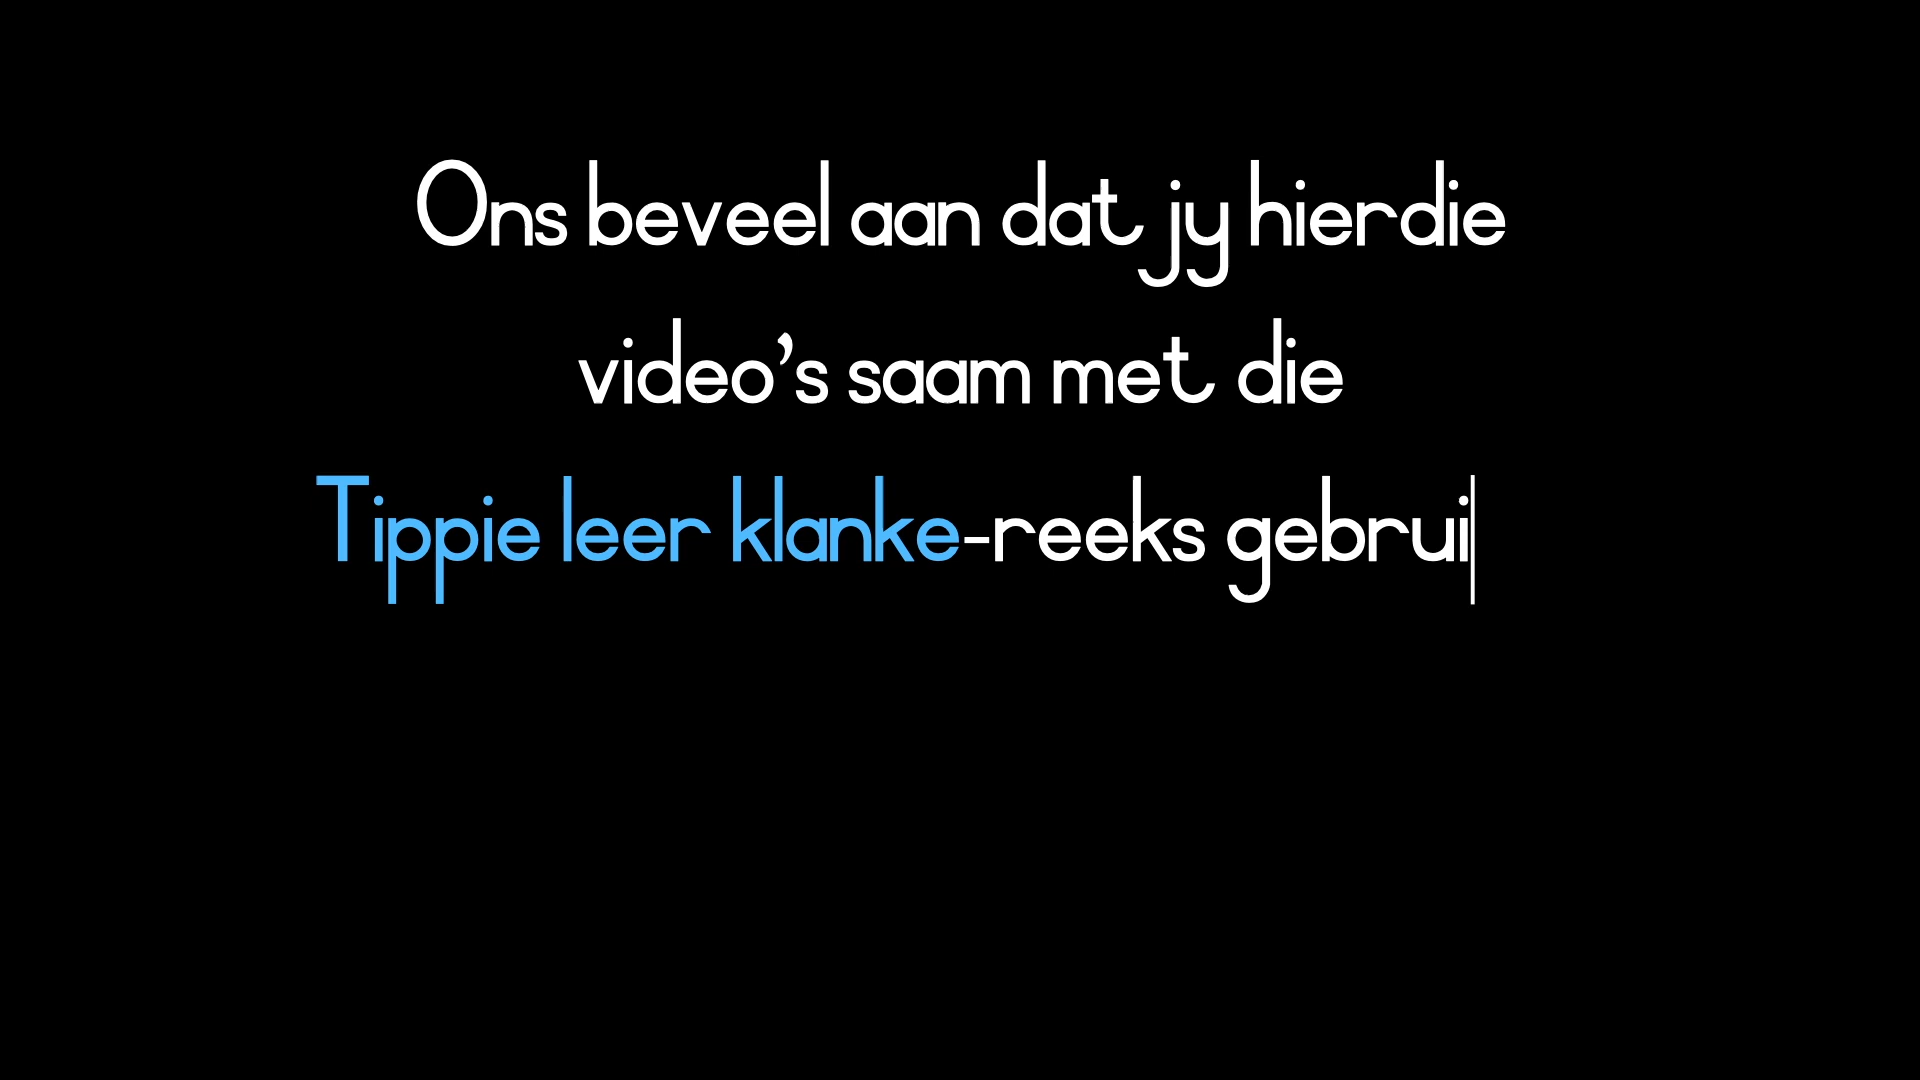 Ons beveel aan dat jy hierdie
video’s saam met die
Tippie leer klanke-reeks gebrui